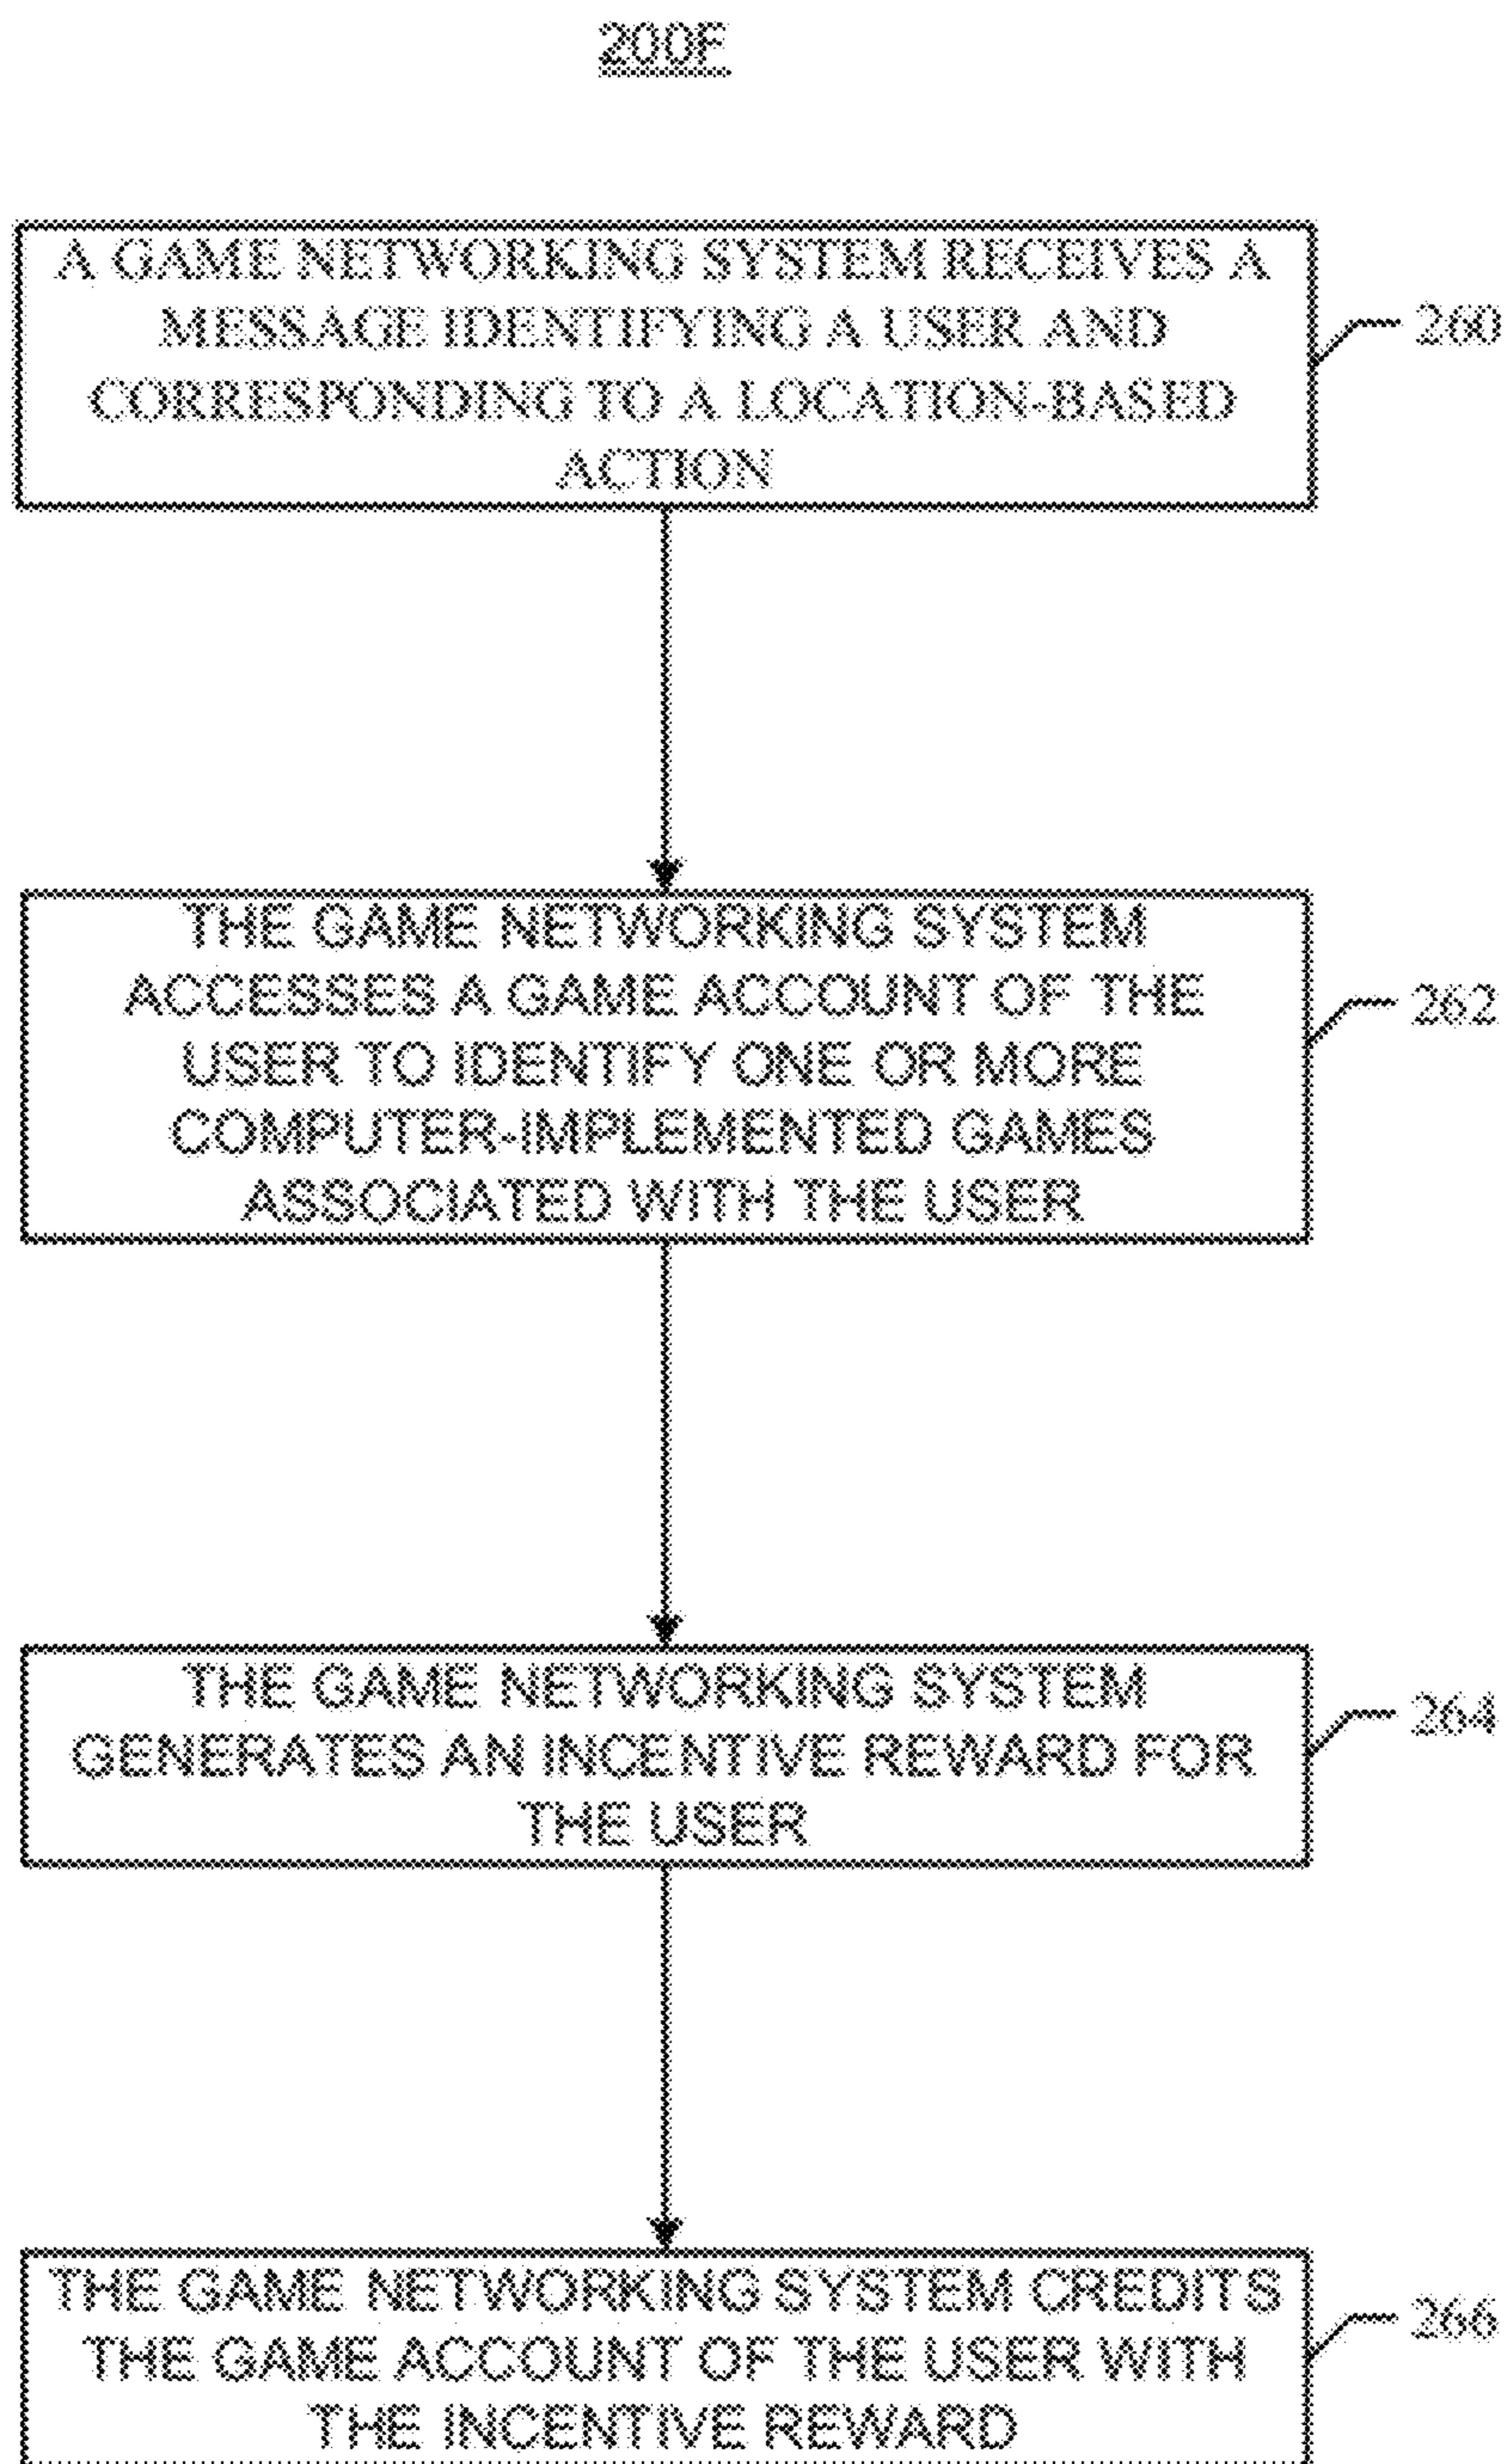 200F
A GAME NETWORKING SYSTEM RECEIVES A
MESSAGE IDENTIFYING A USER AND
CORRESPONDING TO A LOCATION-BASED
ACTION
260
THE GAME NETWORKING SYSTEM
ACCESSES A GAME ACCOUNT OF THE
USER TO IDENTIFY ONE OR MORE
COMPUTER-IMPLEMENTED GAMES
ASSOCIATED WITH THE USER
262
THE GAME NETWORKING SYSTEM
GENERATES AN INCENTIVE REWARD FOR
THE USER
264
THE GAME NETWORKING SYSTEM CREDITS
THE GAME ACCOUNT OF THE USER WITH
THE INCENTIVE REWARD
266